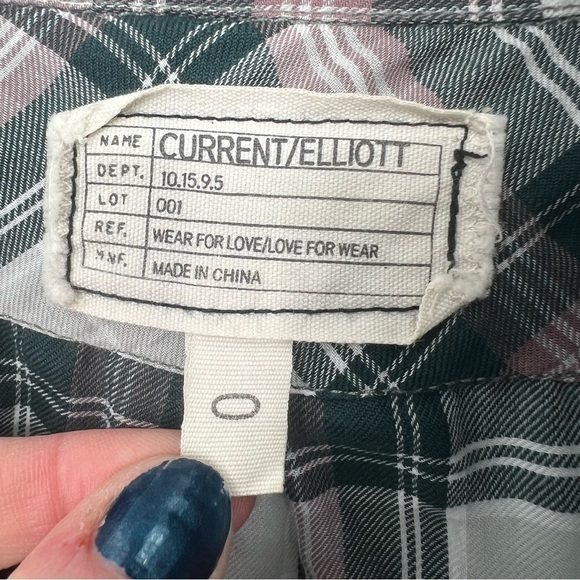 NAME CURRENT/ELLIOTT
DEPT. 10.15.9.5
LOT 001
REF. WEAR FOR LOVE/LOVE FOR WEAR
MNF. MADE IN CHINA
0